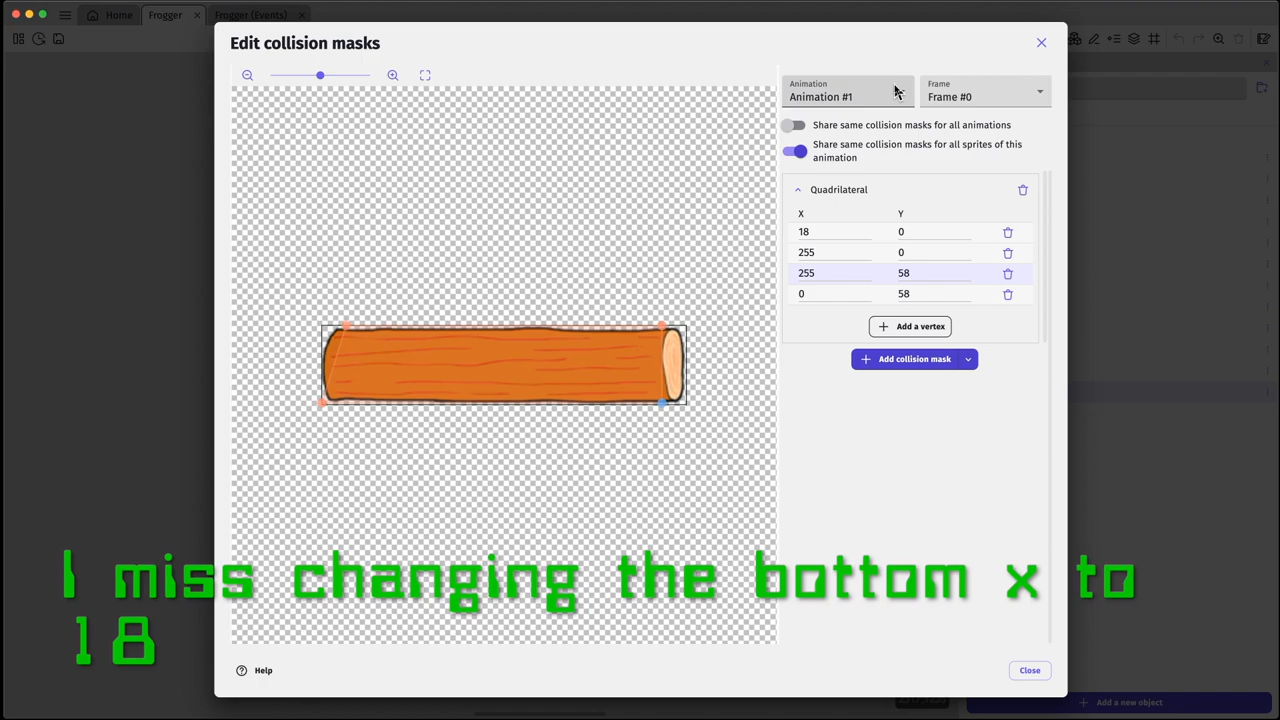 Home
Frogger
Frogger (Events)
Edit collision masks
Animation
Animation #1
Frame
Frame #0
Share same collision masks for all animations
Share same collision masks for all sprites of this
animation
Quadrilateral
X Y
18 0
255 0
255 58
0 58
Add a vertex
Add collision mask
I miss changing the bottom x to
18
Help
Close
Add a new object